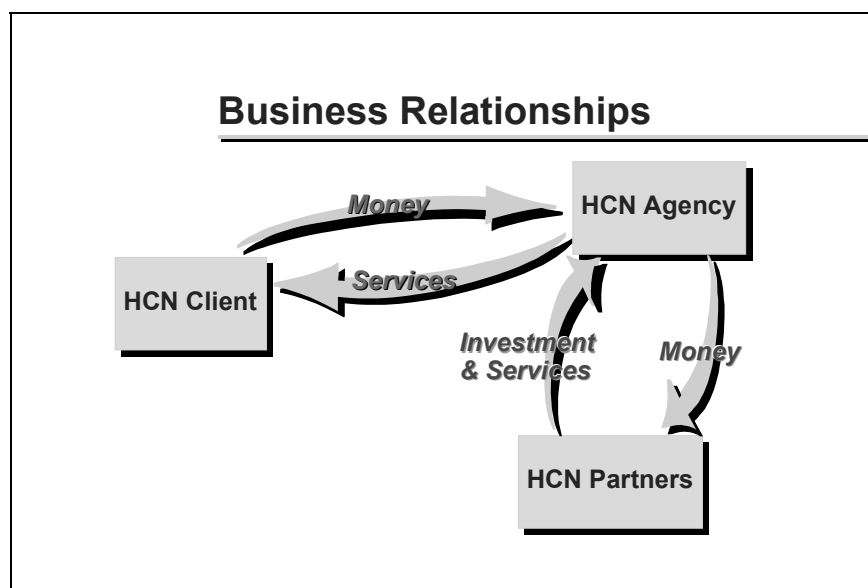 Business Relationships
Money
HCN Agency
Services
HCN Client
Investment
& Services
Money
HCN Partners